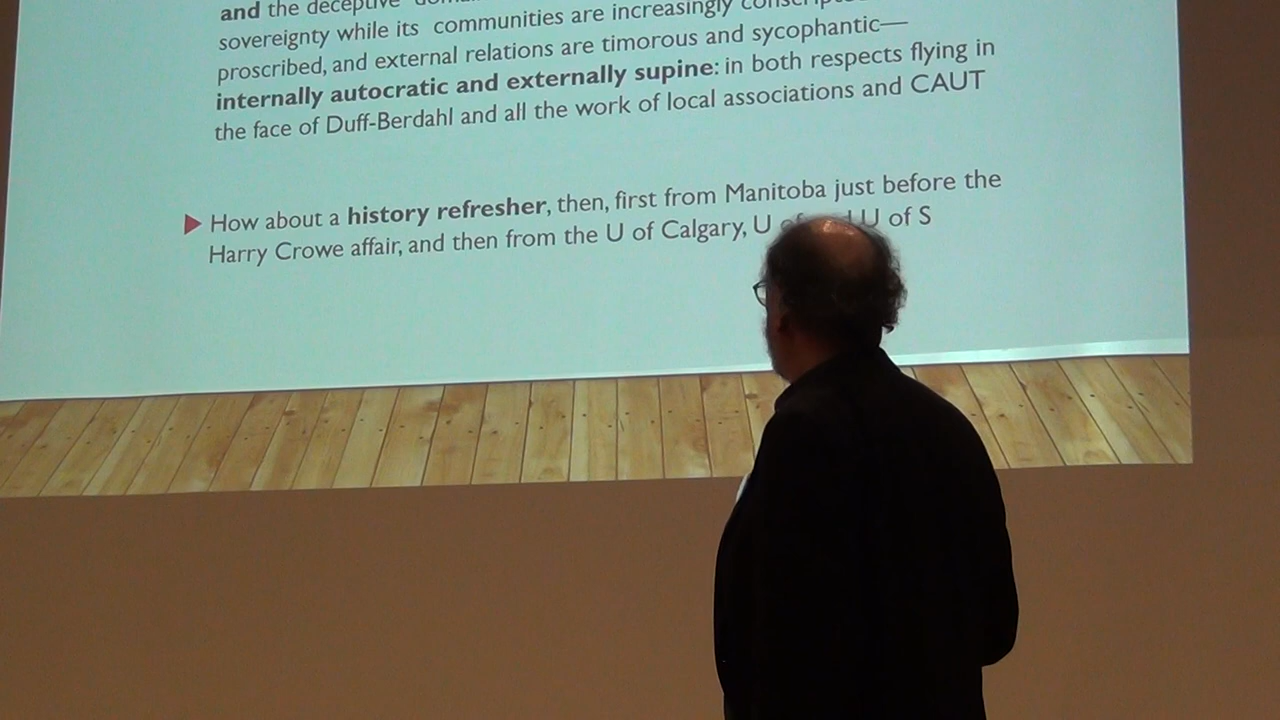 and the deceptive
sovereignty while its communities are increasingly
proscribed, and external relations are timorous and sycophantic—
internally autocratic and externally supine: in both respects flying in
the face of Duff-Berdahl and all the work of local associations and CAUT
How about a history refresher, then, first from Manitoba just before the
Harry Crowe affair, and then from the U of Calgary, U U of S